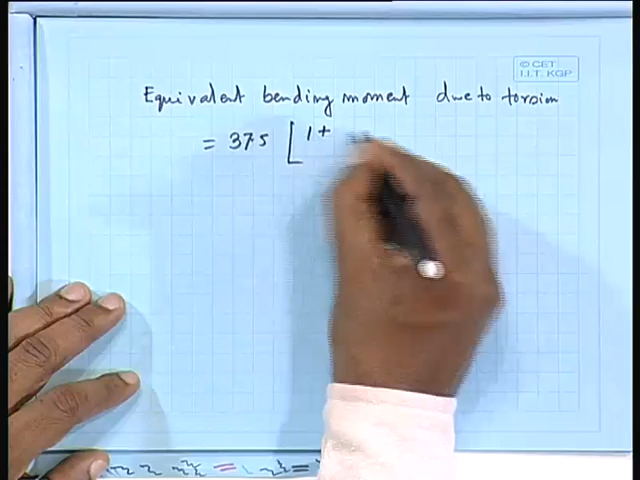 © CET
I.I.T. KGP
Equivalent bending moment due to torsion
= 375 [ 1 +